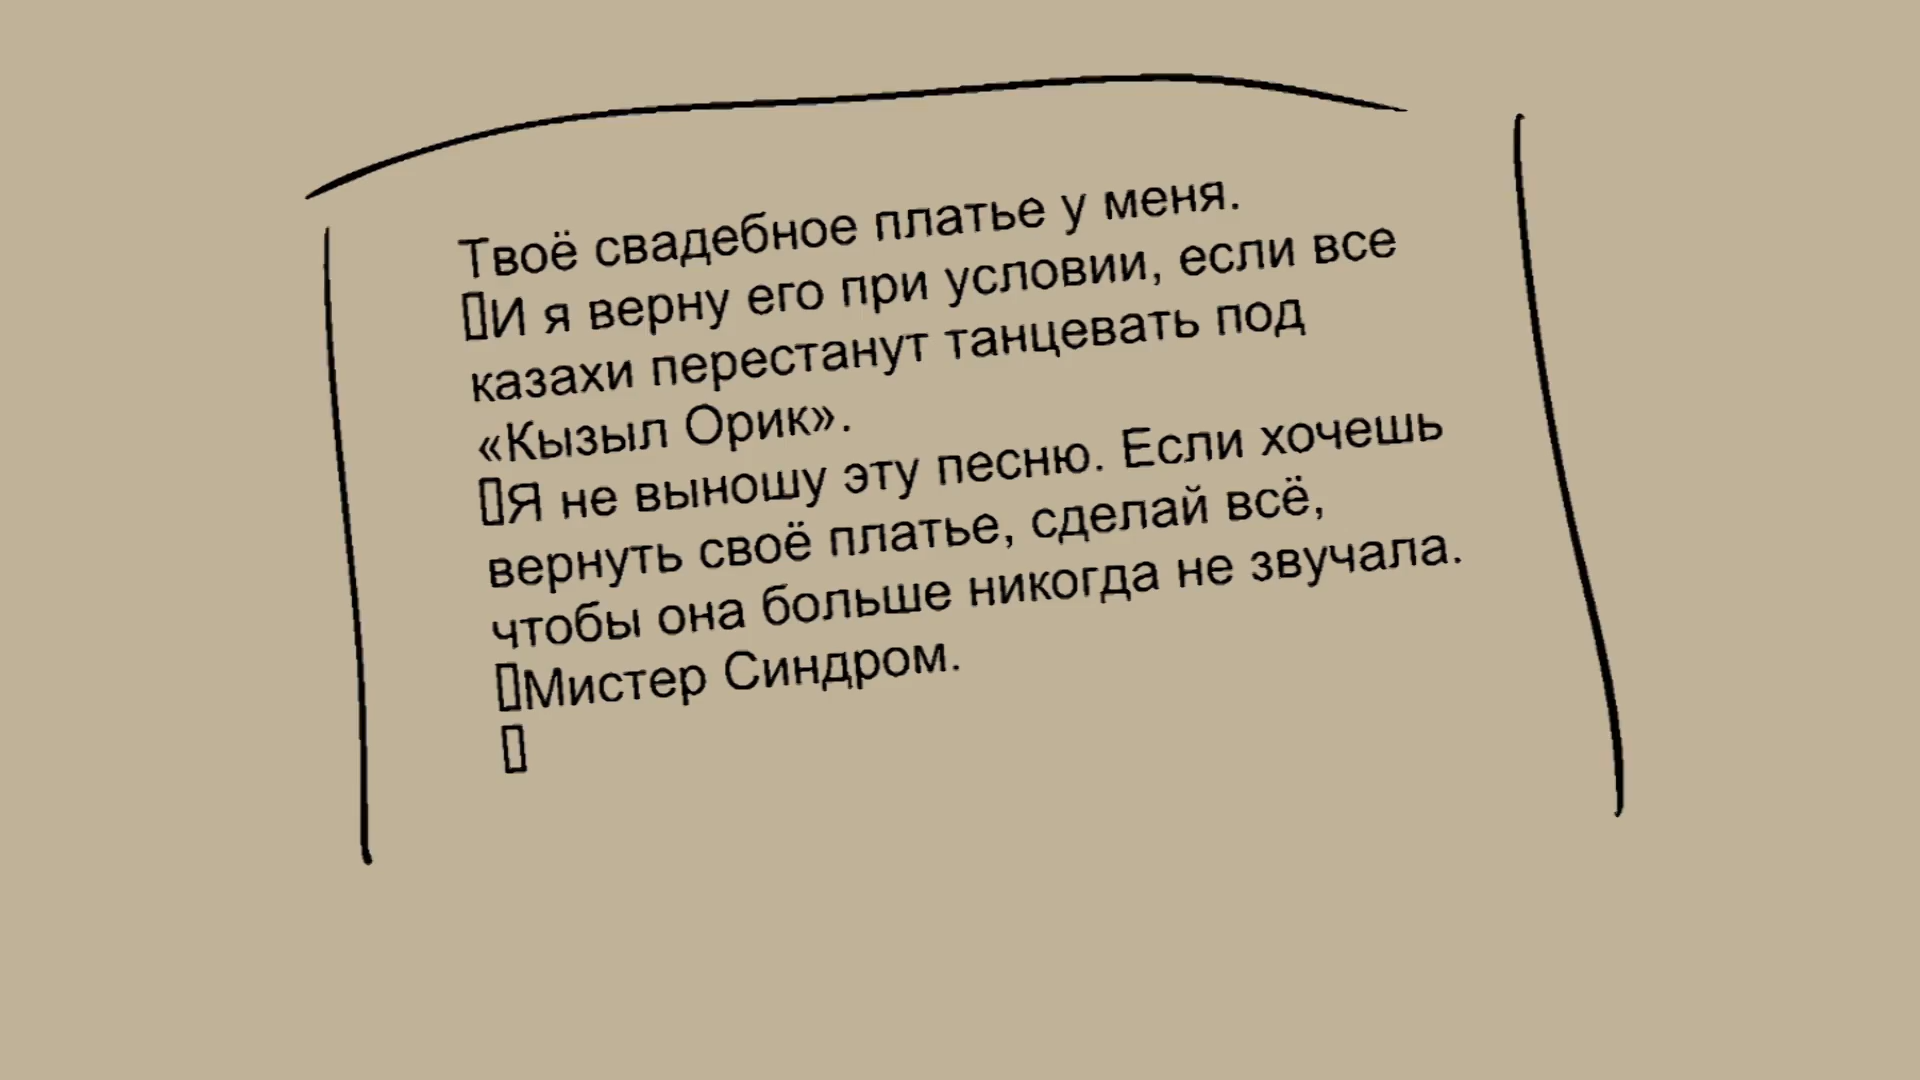 Твоё свадебное платье у меня.
И я верну его при условии, если все
казахи перестанут танцевать под
«Кызыл Орик».
Я не выношу эту песню. Если хочешь
вернуть своё платье, сделай всё,
чтобы она больше никогда не звучала.
Мистер Синдром.